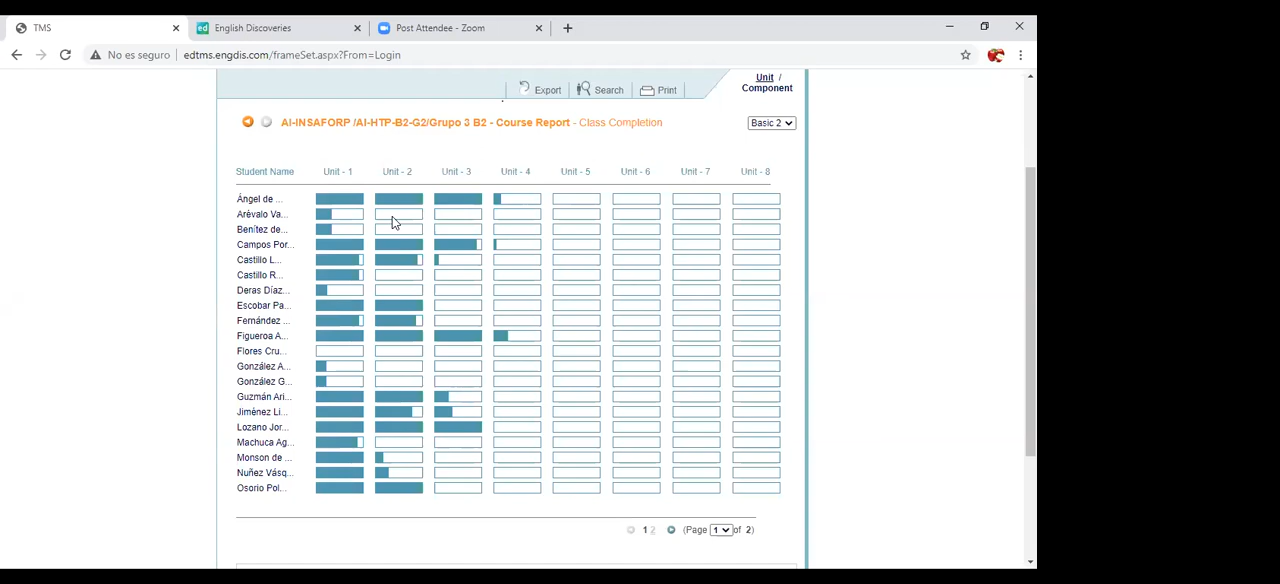 TMS
English Discoveries
Post Attendee - Zoom
No es seguro | edtms.engdis.com/frameSet.aspx?From=Login
Export Search Print
Unit / Component
AI-INSAFORP /AI-HTP-B2-G2/Grupo 3 B2 - Course Report - Class Completion
Basic 2
Student Name Unit - 1 Unit - 2 Unit - 3 Unit - 4 Unit - 5 Unit - 6 Unit - 7 Unit - 8
Ángel de ...
Arévalo Va...
Benítez de...
Campos Por...
Castillo L...
Castillo R...
Deras Díaz...
Escobar Pa...
Fernández ...
Figueroa A...
Flores Cru...
González A...
González G...
Guzmán Ari...
Jiménez Li...
Lozano Jor...
Machuca Ag...
Monson de ...
Nuñez Vásq...
Osorio Pol...
1 2 (Page 1 of 2)